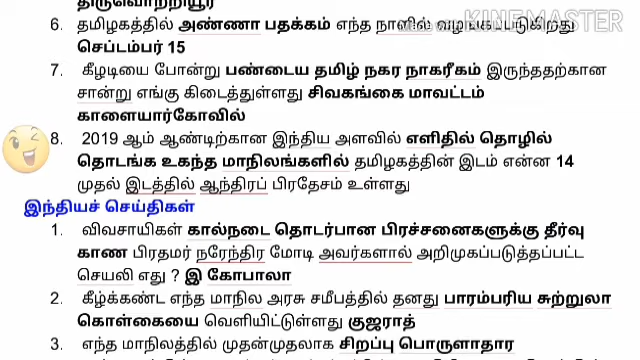 திருவொற்றியூர்
6. தமிழகத்தில் அண்ணா பதக்கம் எந்த நாளில் வழங்கப்படுகிறது
செப்டம்பர் 15
KINEMASTER
7. கீழடியை போன்று பண்டைய தமிழ் நகர நாகரீகம் இருந்ததற்கான
சான்று எங்கு கிடைத்துள்ளது சிவகங்கை மாவட்டம்
காளையார்கோவில்
8. 2019 ஆம் ஆண்டிற்கான இந்திய அளவில் எளிதில் தொழில்
தொடங்க உகந்த மாநிலங்களில் தமிழகத்தின் இடம் என்ன 14
முதல் இடத்தில் ஆந்திரப் பிரதேசம் உள்ளது
இந்தியச் செய்திகள்
1. விவசாயிகள் கால்நடை தொடர்பான பிரச்சனைகளுக்கு தீர்வு
காண பிரதமர் நரேந்திர மோடி அவர்களால் அறிமுகப்படுத்தப்பட்ட
செயலி எது ? இ கோபாலா
2. கீழ்க்கண்ட எந்த மாநில அரசு சமீபத்தில் தனது பாரம்பரிய சுற்றுலா
கொள்கையை வெளியிட்டுள்ளது குஜராத்
3. எந்த மாநிலத்தில் முதன்முதலாக சிறப்பு பொருளாதார